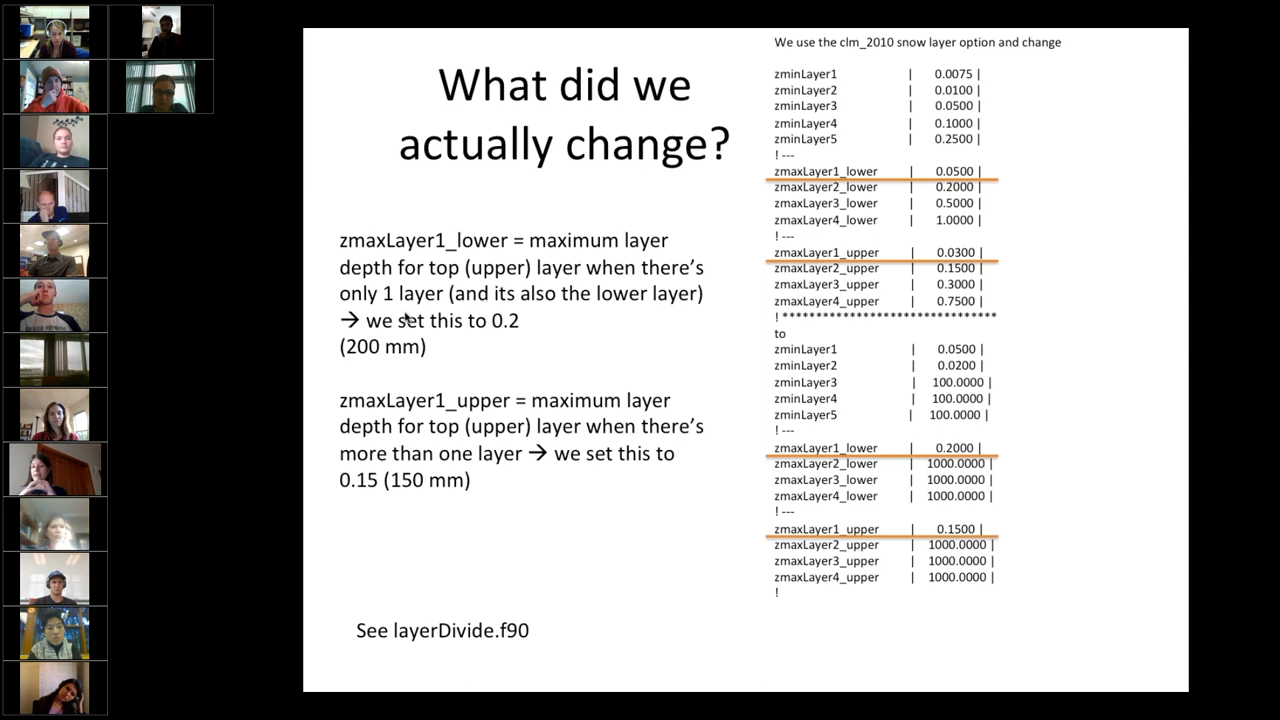 What did we
actually change?
zmaxLayer1_lower = maximum layer
depth for top (upper) layer when there's
only 1 layer (and its also the lower layer)
→ we set this to 0.2
(200 mm)
zmaxLayer1_upper = maximum layer
depth for top (upper) layer when there's
more than one layer → we set this to
0.15 (150 mm)
See layerDivide.f90
We use the clm_2010 snow layer option and change
zminLayer1 | 0.0075 |
zminLayer2 | 0.0100 |
zminLayer3 | 0.0500 |
zminLayer4 | 0.1000 |
zminLayer5 | 0.2500 |
! ---
zmaxLayer1_lower | 0.0500 |
zmaxLayer2_lower | 0.2000 |
zmaxLayer3_lower | 0.5000 |
zmaxLayer4_lower | 1.0000 |
! ---
zmaxLayer1_upper | 0.0300 |
zmaxLayer2_upper | 0.1500 |
zmaxLayer3_upper | 0.3000 |
zmaxLayer4_upper | 0.7500 |
! ********************************
to
zminLayer1 | 0.0500 |
zminLayer2 | 0.0200 |
zminLayer3 | 100.0000 |
zminLayer4 | 100.0000 |
zminLayer5 | 100.0000 |
! ---
zmaxLayer1_lower | 0.2000 |
zmaxLayer2_lower | 1000.0000 |
zmaxLayer3_lower | 1000.0000 |
zmaxLayer4_lower | 1000.0000 |
! ---
zmaxLayer1_upper | 0.1500 |
zmaxLayer2_upper | 1000.0000 |
zmaxLayer3_upper | 1000.0000 |
zmaxLayer4_upper | 1000.0000 |
!